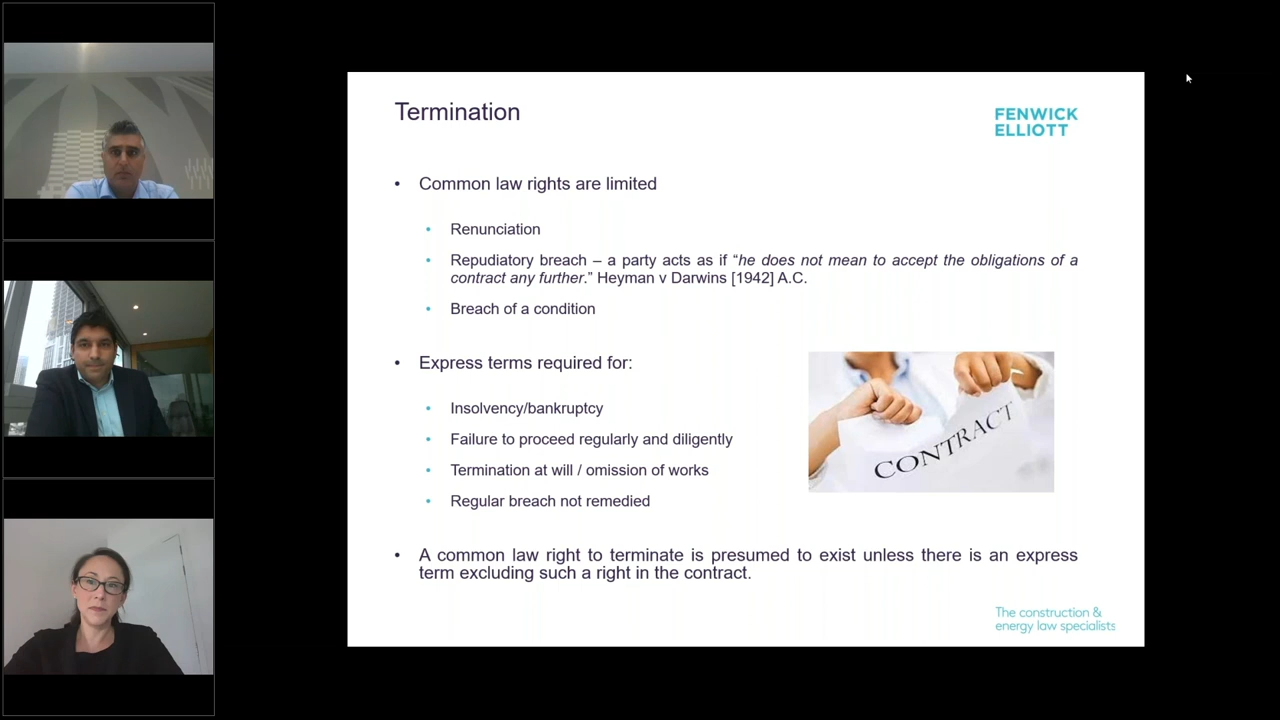 Termination
FENWICK
ELLIOTT
• Common law rights are limited
• Renunciation
• Repudiatory breach – a party acts as if “he does not mean to accept the obligations of a
contract any further.” Heyman v Darwins [1942] A.C.
• Breach of a condition
• Express terms required for:
• Insolvency/bankruptcy
• Failure to proceed regularly and diligently
• Termination at will / omission of works
• Regular breach not remedied
CONTRACT
• A common law right to terminate is presumed to exist unless there is an express
term excluding such a right in the contract.
The construction &
energy law specialists